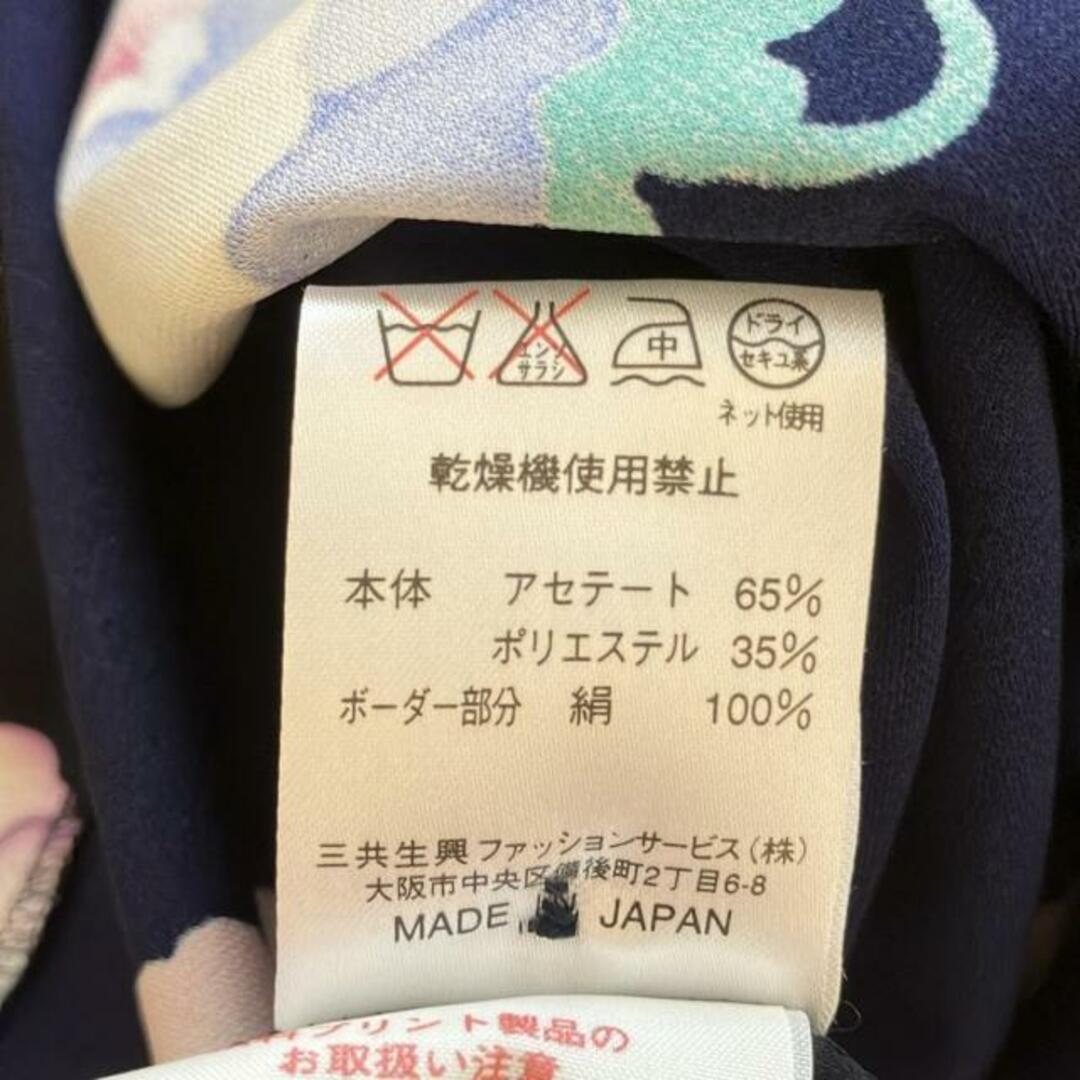 エンソ
サラシ
中
ドライ
セキユ系
ネット使用
乾燥機使用禁止
本体 アセテート 65%
ポリエステル 35%
ボーダー部分 絹 100%
三共生興ファッションサービス(株)
大阪市中央区備後町2丁目6-8
MADE JAPAN
プリント製品の
お取扱い注意